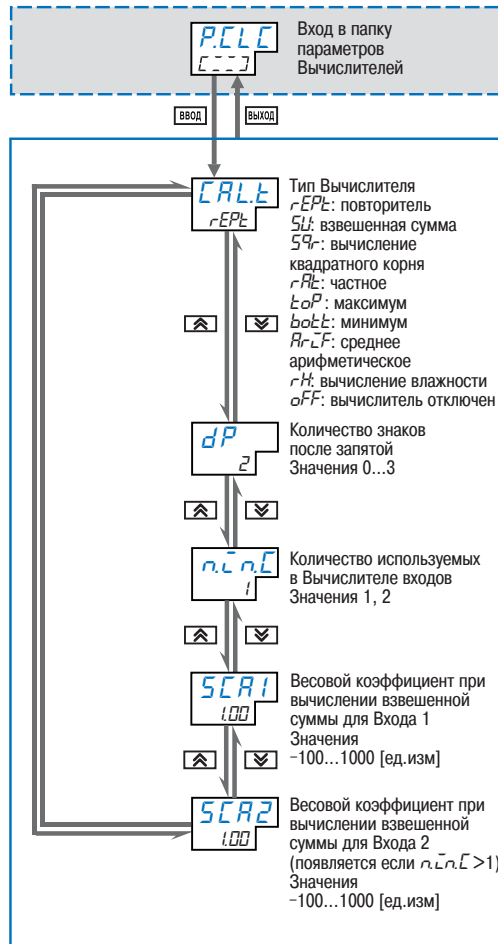 P.CLC
[---]
Вход в папку
параметров
Вычислителей
ВВОД
ВЫХОД
CAL.t
rEPt
Тип Вычислителя
rEPt: повторитель
SU: взвешенная сумма
S9r: вычисление
квадратного корня
rAt: частное
toP: максимум
bott: минимум
AriF: среднее
арифметическое
rH: вычисление влажности
oFF: вычислитель отключен
dP
2
Количество знаков
после запятой
Значения 0...3
n.in.C
1
Количество используемых
в Вычислителе входов
Значения 1, 2
SCA1
1.00
Весовой коэффициент при
вычислении взвешенной
суммы для Входа 1
Значения
-100...1000 [ед.изм]
SCA2
1.00
Весовой коэффициент при
вычислении взвешенной
суммы для Входа 2
(появляется если n.in.C >1)
Значения
-100...1000 [ед.изм]